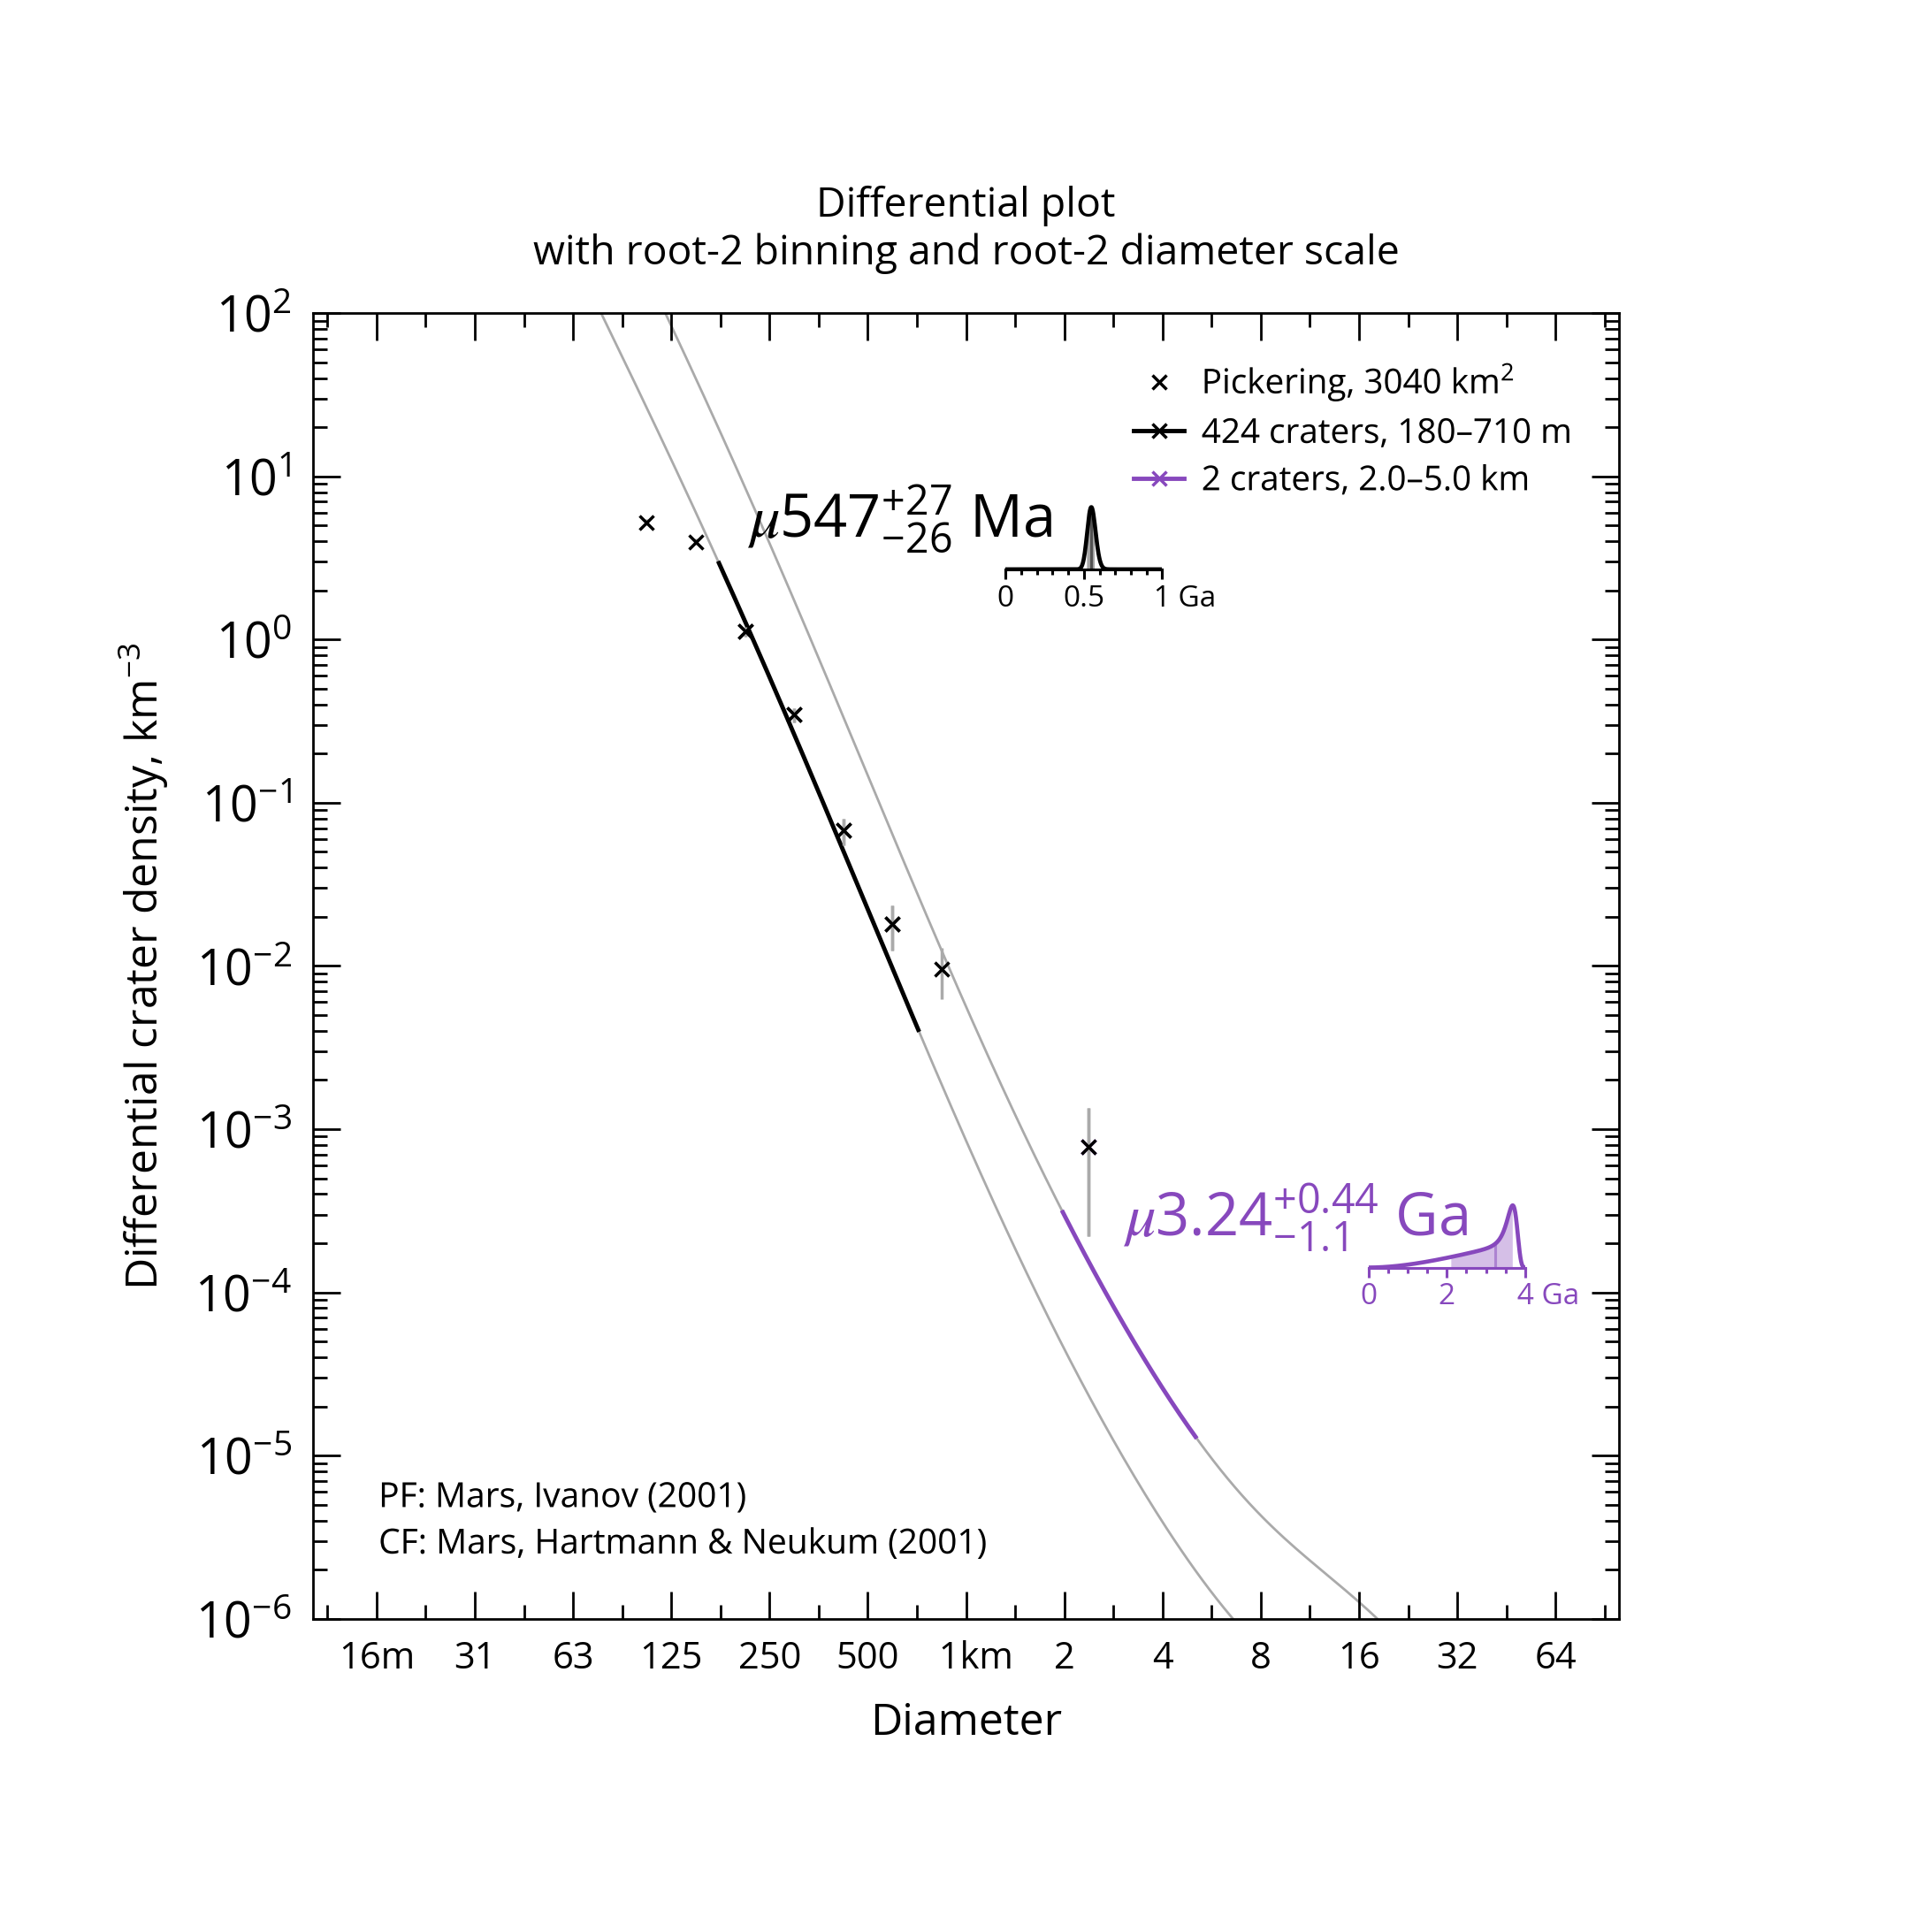 Differential plot
with root-2 binning and root-2 diameter scale
10²
10¹
10⁰
10⁻¹
10⁻²
10⁻³
10⁻⁴
10⁻⁵
10⁻⁶
Differential crater density, km⁻³
Pickering, 3040 km²
424 craters, 180–710 m
2 craters, 2.0–5.0 km
μ547 +27 −26 Ma
0 0.5 1 Ga
μ3.24 +0.44 −1.1 Ga
0 2 4 Ga
PF: Mars, Ivanov (2001)
CF: Mars, Hartmann & Neukum (2001)
16m 31 63 125 250 500 1km 2 4 8 16 32 64
Diameter